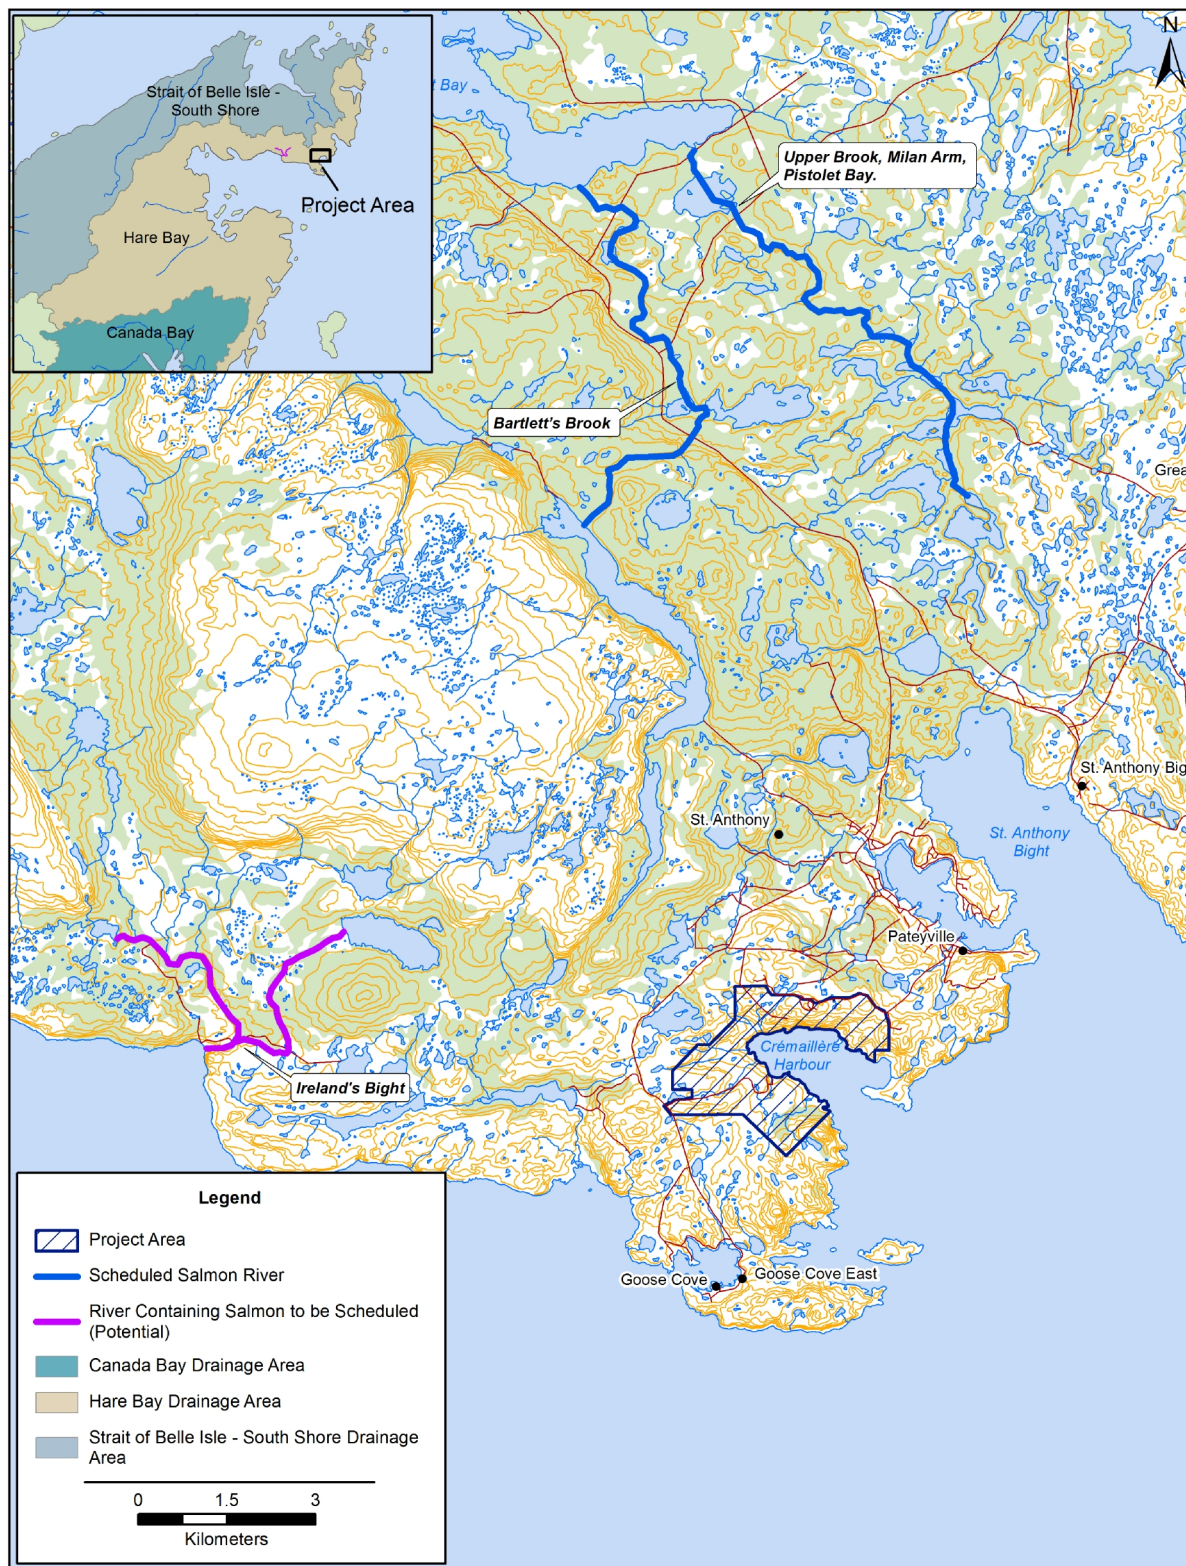 Strait of Belle Isle -
South Shore
Project Area
Hare Bay
Canada Bay
t Bay
N
Upper Brook, Milan Arm,
Pistolet Bay.
Bartlett's Brook
Grea
St. Anthony Big
St. Anthony
St. Anthony
Bight
Pateyville
Crémaillère
Harbour
Ireland's Bight
Goose Cove
Goose Cove East
Legend
Project Area
Scheduled Salmon River
River Containing Salmon to be Scheduled
(Potential)
Canada Bay Drainage Area
Hare Bay Drainage Area
Strait of Belle Isle - South Shore Drainage
Area
0 1.5 3
Kilometers